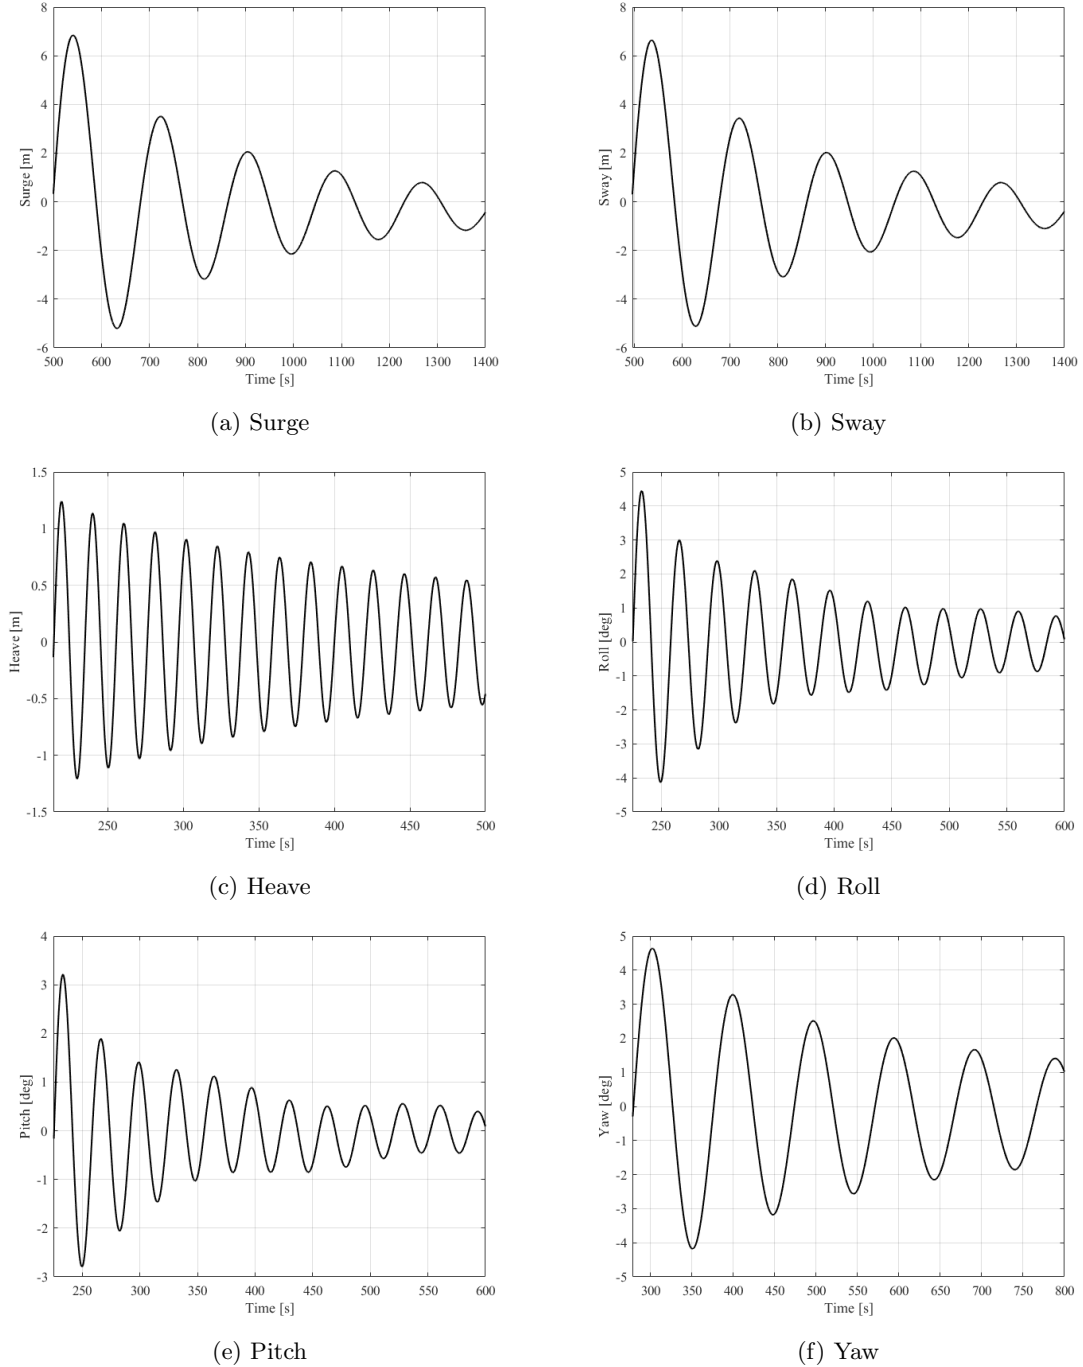 8
6
4
2
0
-2
-4
-6
Surge [m]
500 600 700 800 900 1000 1100 1200 1300 1400
Time [s]
(a) Surge
8
6
4
2
0
-2
-4
-6
Sway [m]
500 600 700 800 900 1000 1100 1200 1300 1400
Time [s]
(b) Sway
1.5
1
0.5
0
-0.5
-1
-1.5
Heave [m]
250 300 350 400 450 500
Time [s]
(c) Heave
5
4
3
2
1
0
-1
-2
-3
-4
-5
Roll [deg]
250 300 350 400 450 500 550 600
Time [s]
(d) Roll
4
3
2
1
0
-1
-2
-3
Pitch [deg]
250 300 350 400 450 500 550 600
Time [s]
(e) Pitch
5
4
3
2
1
0
-1
-2
-3
-4
-5
Yaw [deg]
300 350 400 450 500 550 600 650 700 750 800
Time [s]
(f) Yaw